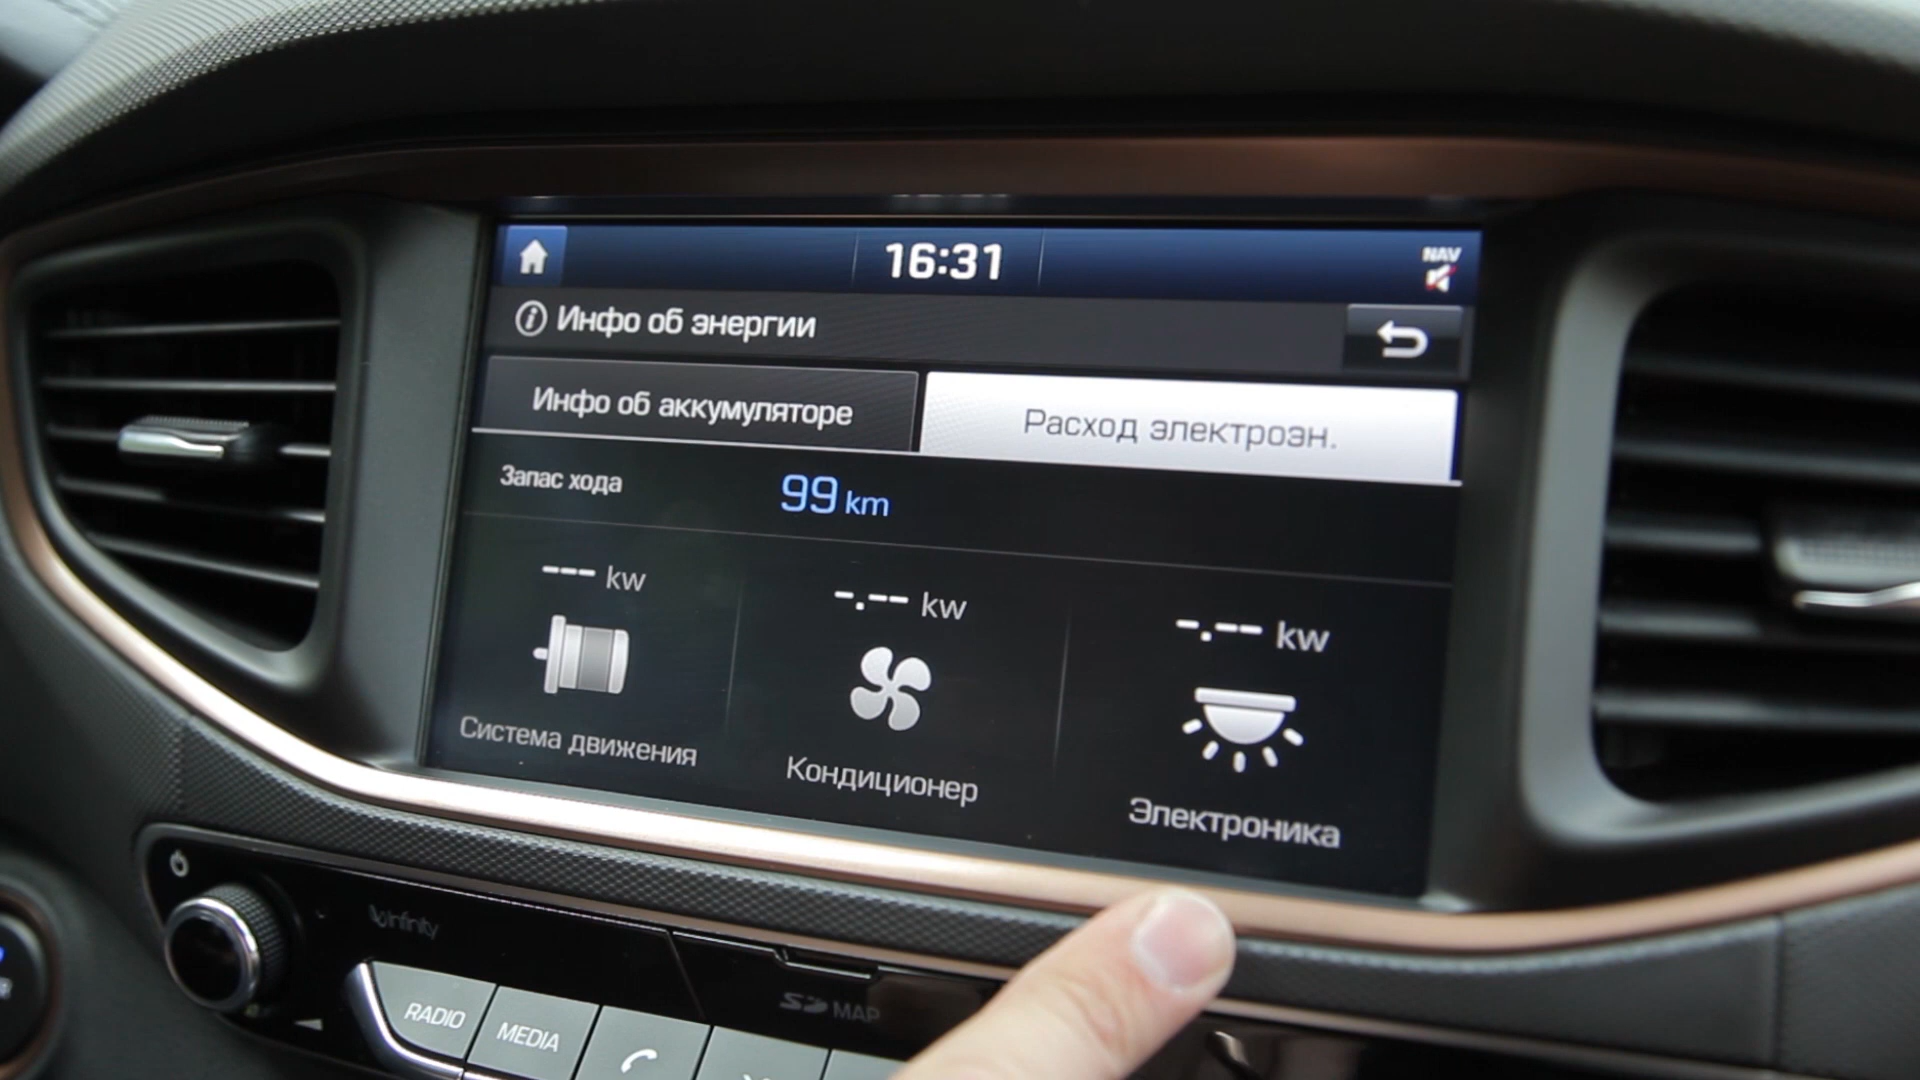 16:31
NAV
Инфо об энергии
Инфо об аккумуляторе
Расход электроэн.
Запас хода
99 km
--- kw
-.-- kw
-.-- kw
Система движения
Кондиционер
Электроника
infinity
RADIO
MEDIA
SD MAP